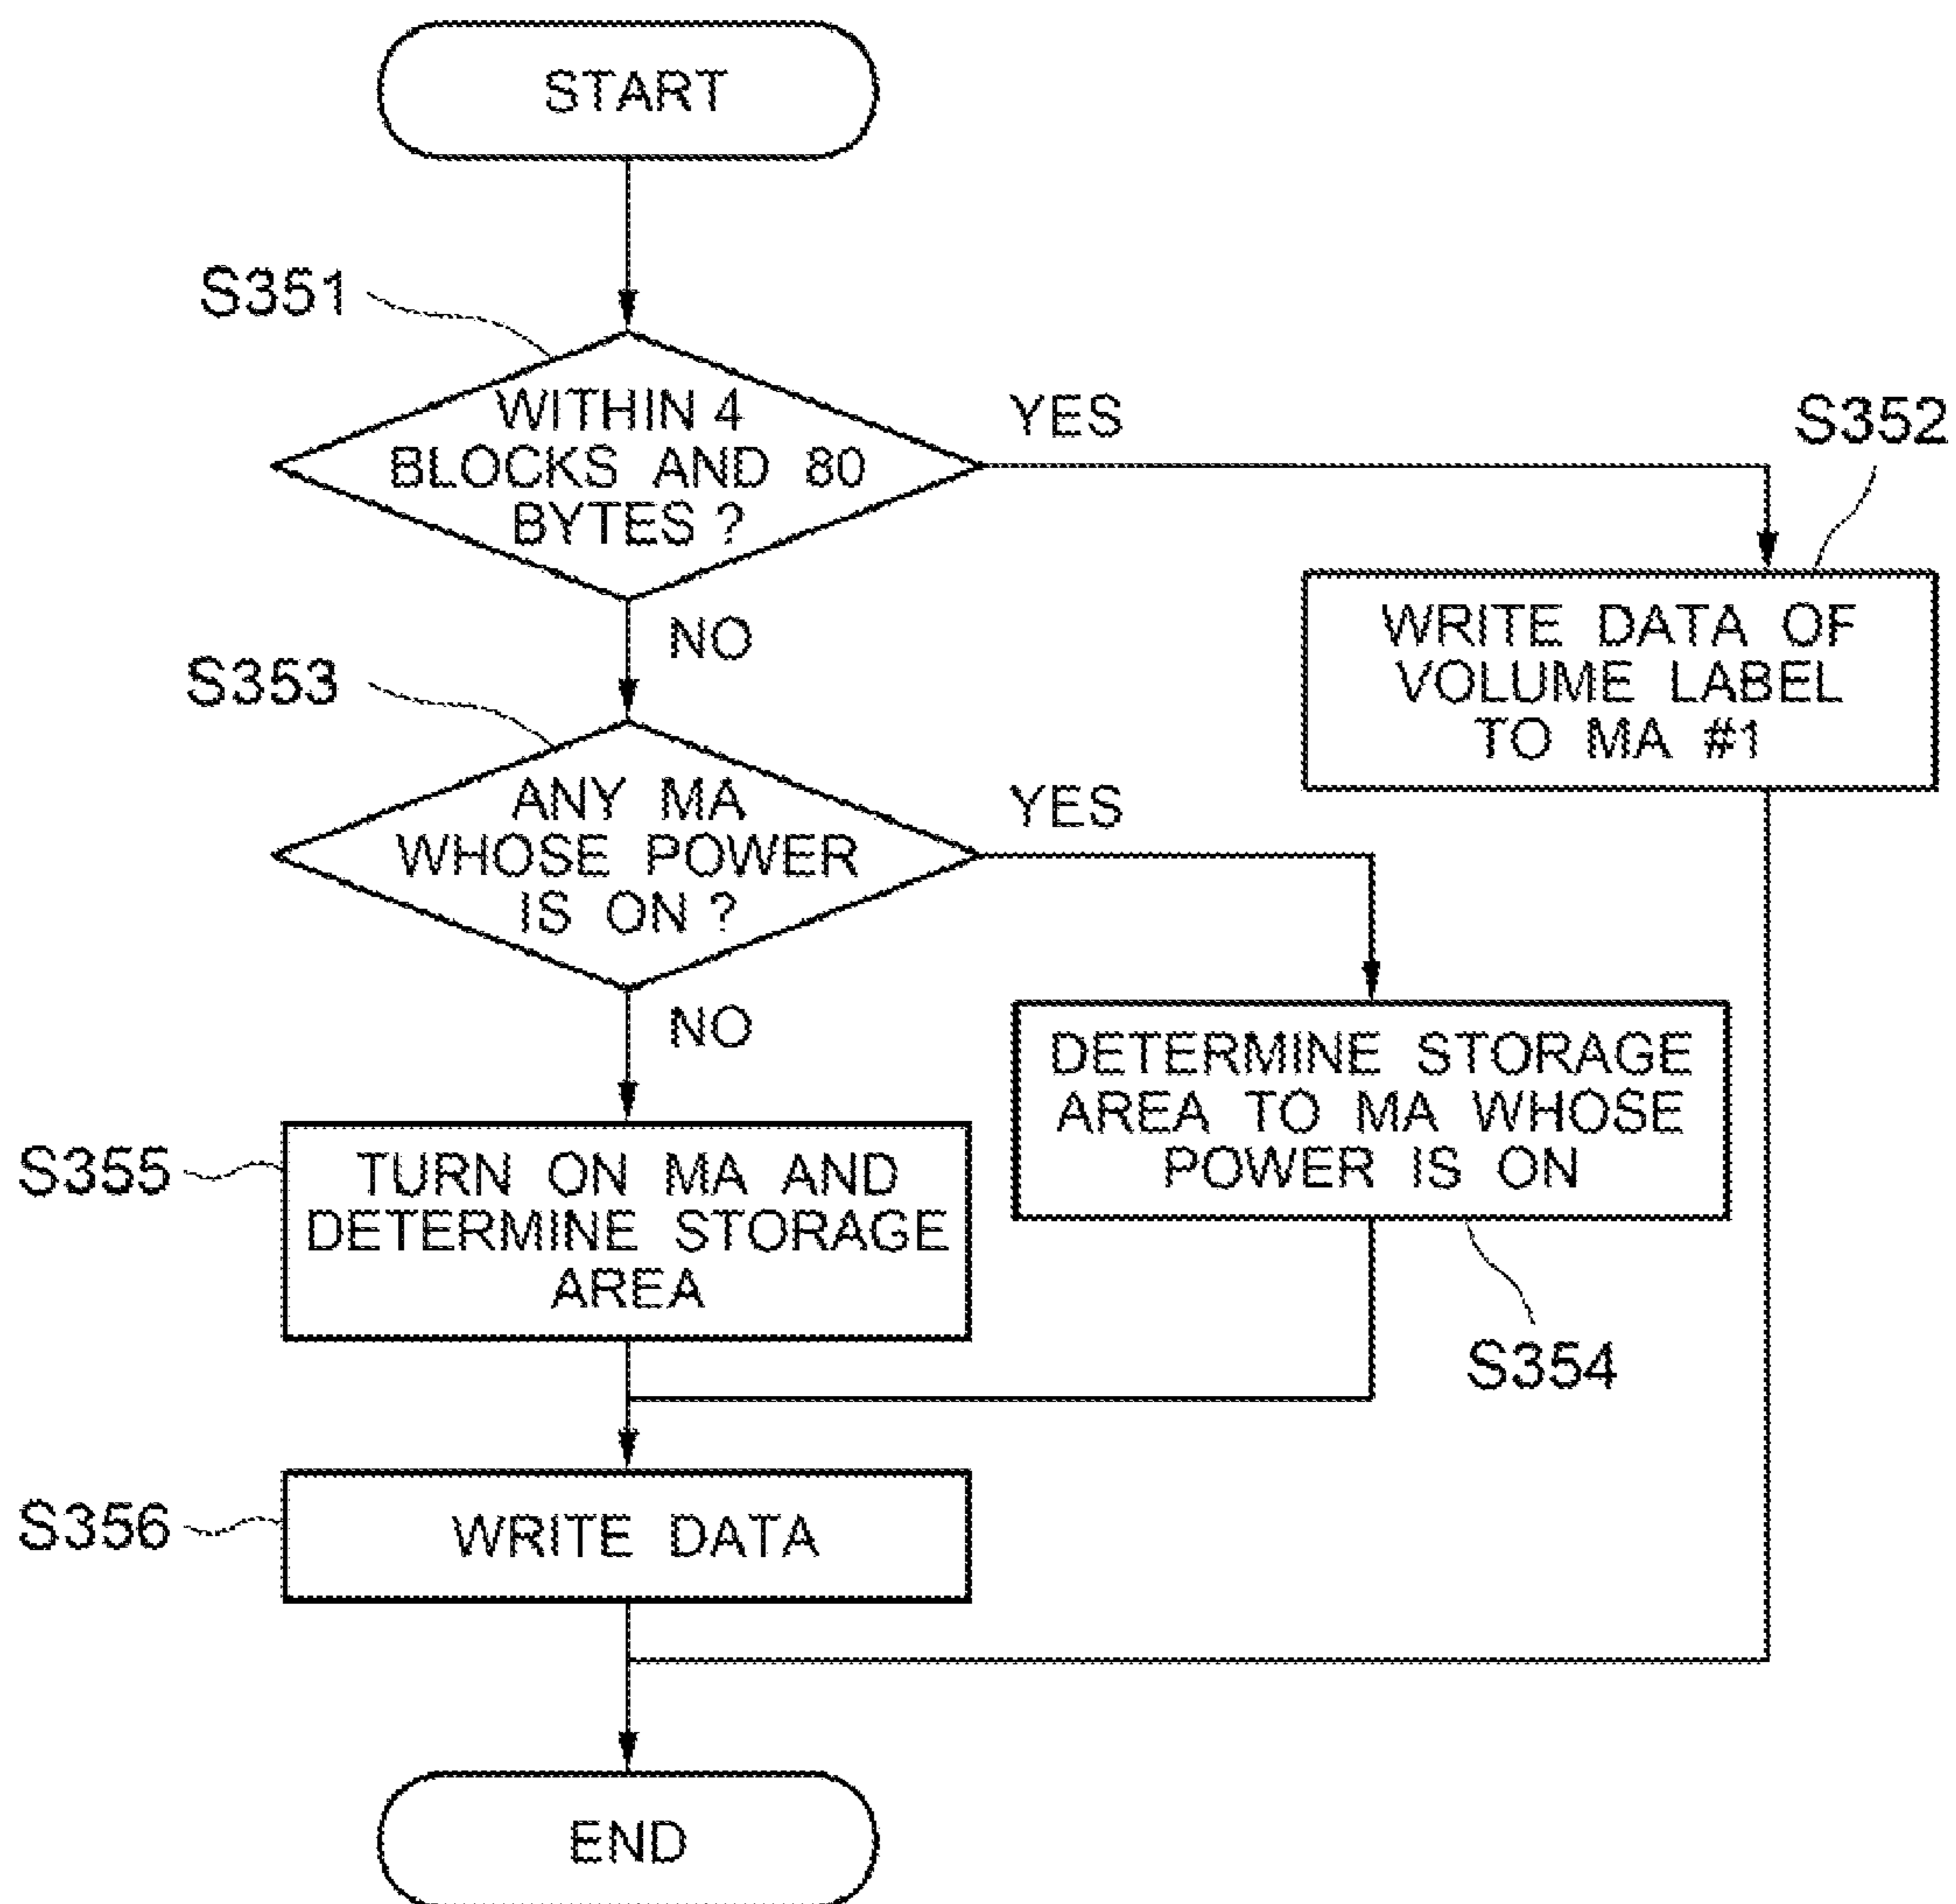 START
S351
WITHIN 4
BLOCKS AND 80
BYTES ?
YES
S352
WRITE DATA OF
VOLUME LABEL
TO MA #1
NO
S353
ANY MA
WHOSE POWER
IS ON ?
YES
NO
DETERMINE STORAGE
AREA TO MA WHOSE
POWER IS ON
S354
S355
TURN ON MA AND
DETERMINE STORAGE
AREA
S356
WRITE DATA
END